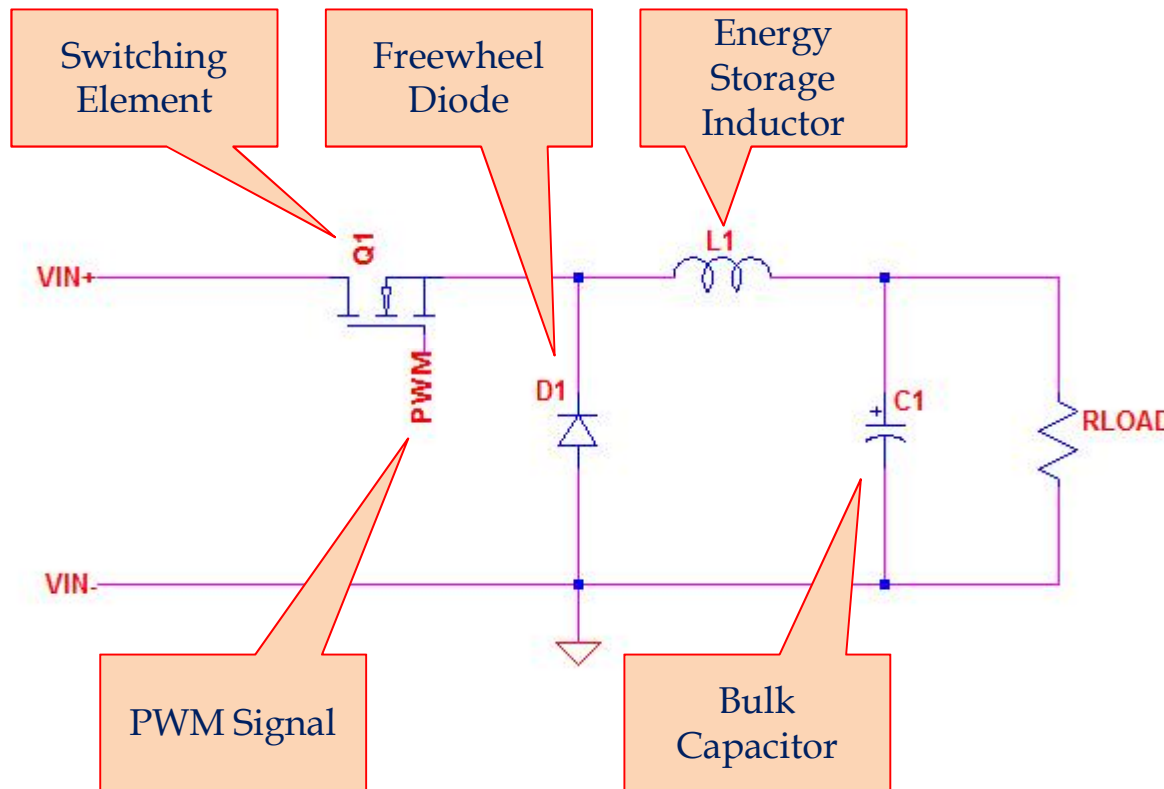 Switching
Element
Freewheel
Diode
Energy
Storage
Inductor
Q1
L1
VIN+
PWM
D1
C1
+
RLOAD
VIN-
PWM Signal
Bulk
Capacitor